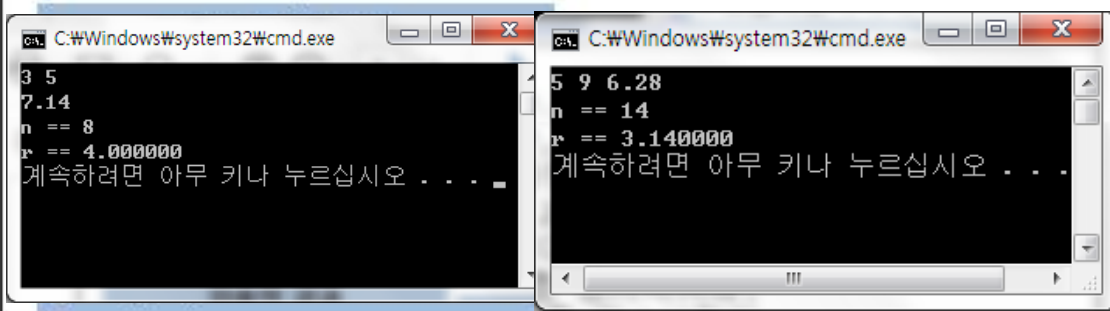 C:₩Windows₩system32₩cmd.exe
3 5
7.14
n == 8
r == 4.000000
계속하려면 아무 키나 누르십시오 . . .
C:₩Windows₩system32₩cmd.exe
5 9 6.28
n == 14
r == 3.140000
계속하려면 아무 키나 누르십시오 . . .